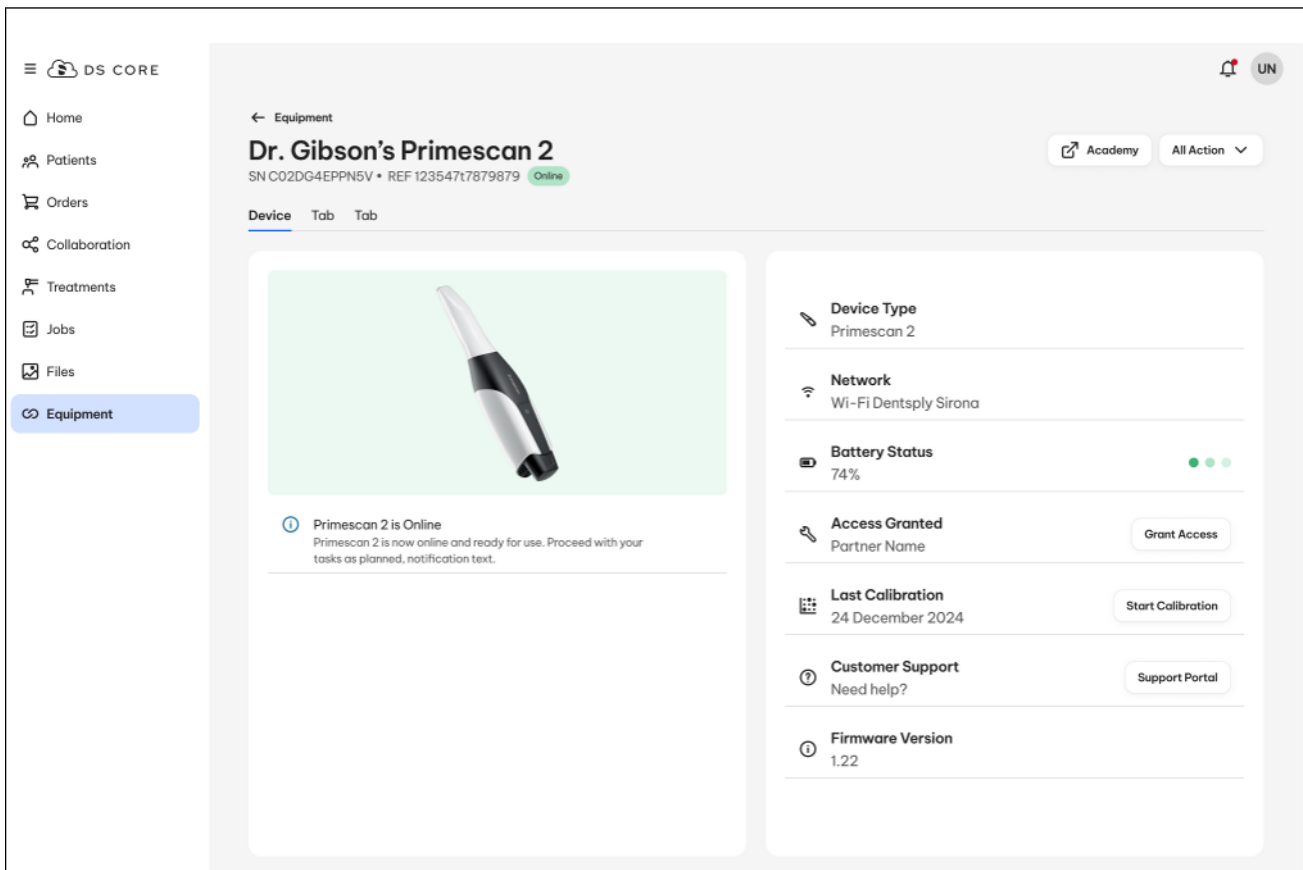 DS CORE
UN
Home
Patients
Orders
Collaboration
Treatments
Jobs
Files
Equipment
Equipment
Dr. Gibson's Primescan 2
SN C02DG4EPPN5V • REF 123547t7879879 Online
Academy
All Action
Device Tab Tab
Primescan 2 is Online
Primescan 2 is now online and ready for use. Proceed with your
tasks as planned, notification text.
Device Type
Primescan 2
Network
Wi-Fi Dentsply Sirona
Battery Status
74%
Access Granted
Partner Name
Grant Access
Last Calibration
24 December 2024
Start Calibration
Customer Support
Need help?
Support Portal
Firmware Version
1.22